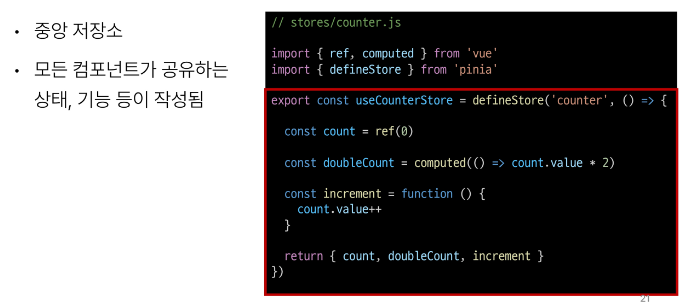 • 중앙 저장소
• 모든 컴포넌트가 공유하는
상태, 기능 등이 작성됨
// stores/counter.js
import { ref, computed } from 'vue'
import { defineStore } from 'pinia'
export const useCounterStore = defineStore('counter', () => {
const count = ref(0)
const doubleCount = computed(() => count.value * 2)
const increment = function () {
count.value++
}
return { count, doubleCount, increment }
})
21